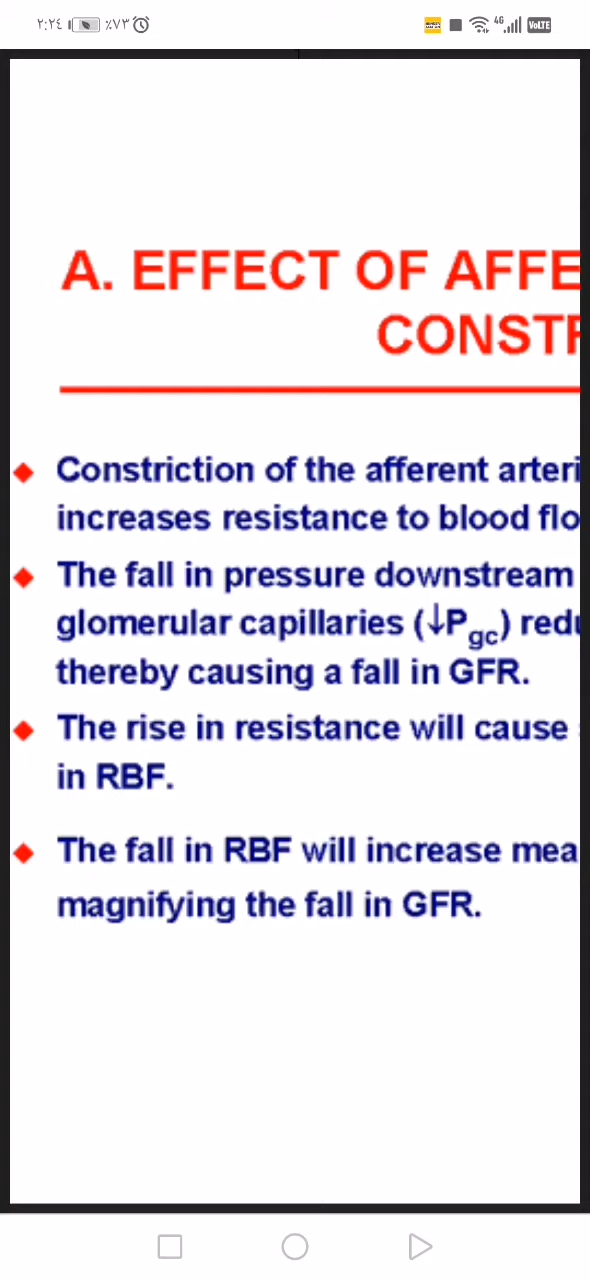 ٢:٢٤
٪٧٣
4G
VoLTE
A. EFFECT OF AFFE
CONSTR
Constriction of the afferent arteri
increases resistance to blood flo
The fall in pressure downstream
glomerular capillaries (↓Pgc) redu
thereby causing a fall in GFR.
The rise in resistance will cause
in RBF.
The fall in RBF will increase mea
magnifying the fall in GFR.